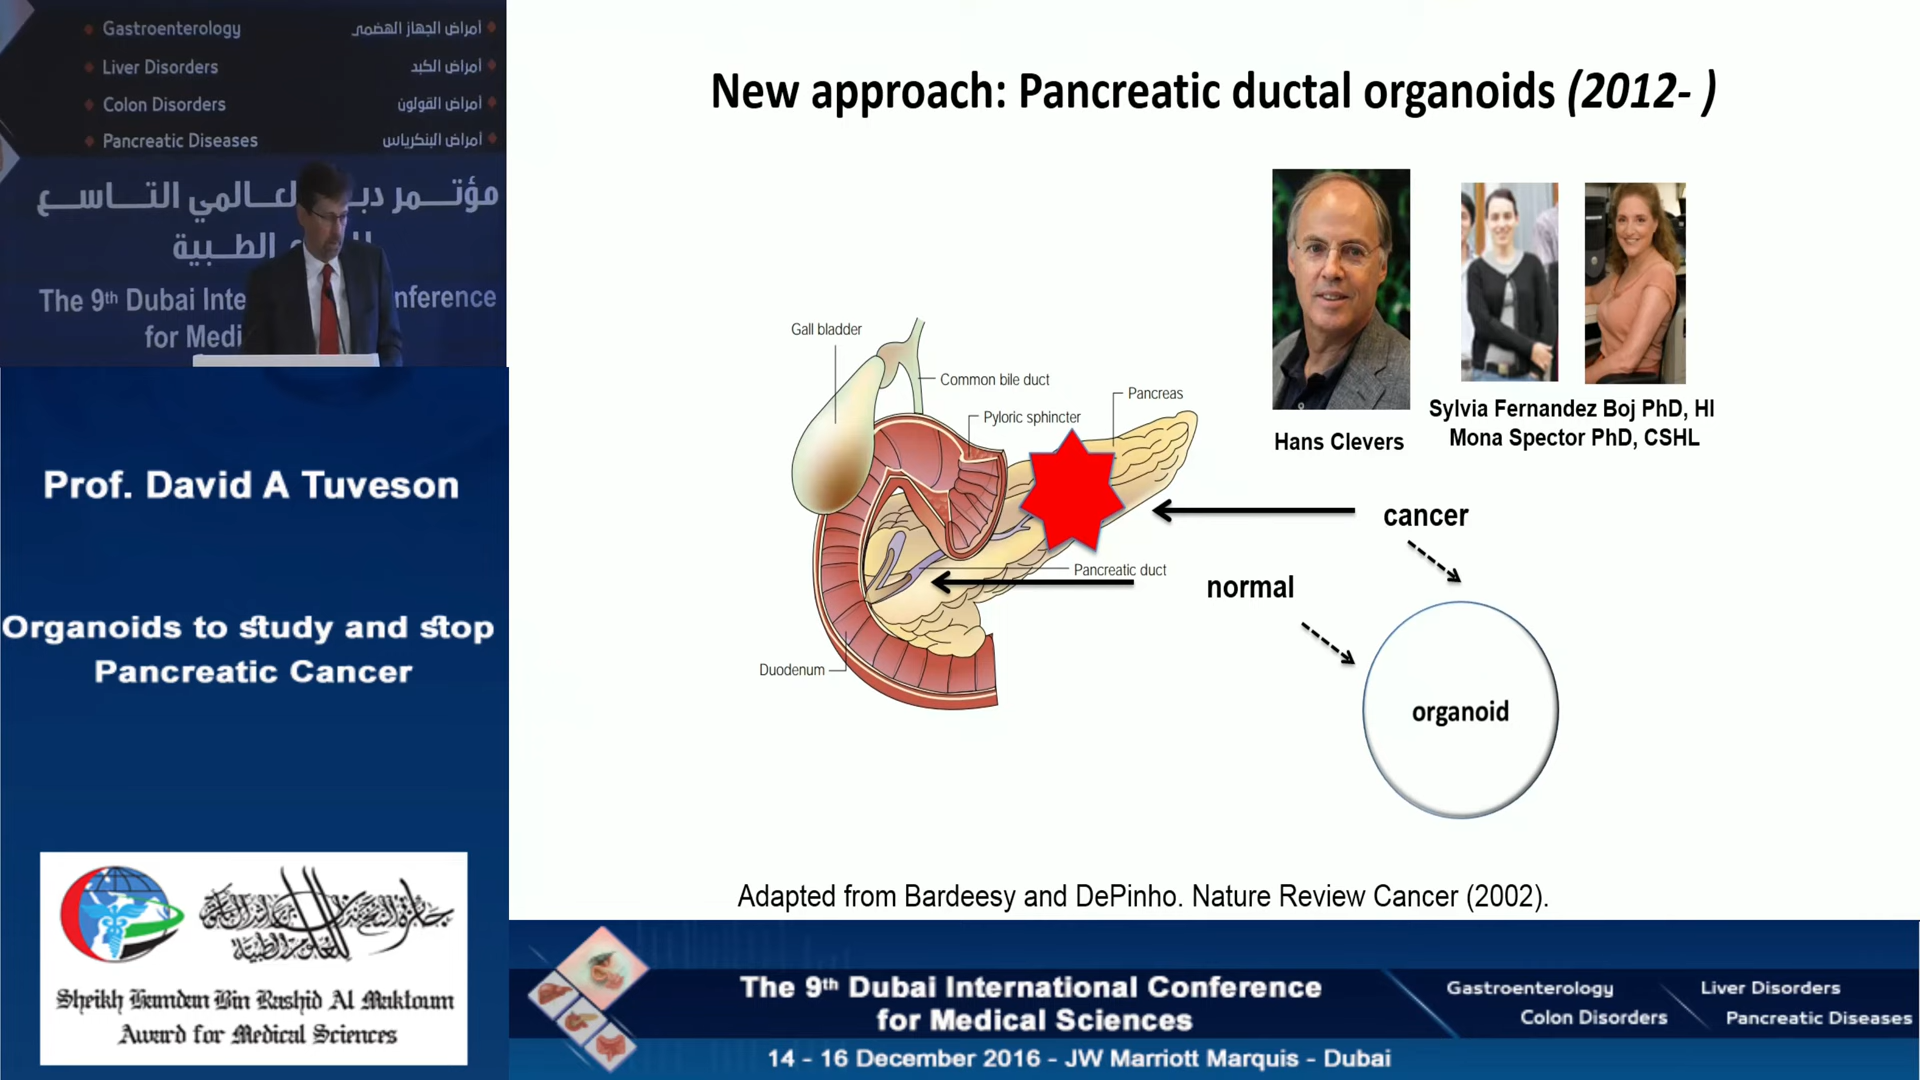 Gastroenterology أمراض الجهاز الهضمي
Liver Disorders أمراض الكبد
Colon Disorders أمراض القولون
Pancreatic Diseases أمراض البنكرياس
مؤتمر دبي العالمي التاسع
الطبية
The 9th Dubai
for
Prof. David A Tuveson
Organoids to study and stop
Pancreatic Cancer
Sheikh Hamdan Bin Rashid Al Maktoum
Award for Medical Sciences
New approach: Pancreatic ductal organoids (2012- )
Hans Clevers
Sylvia Fernandez Boj PhD, HI
Mona Spector PhD, CSHL
Gall bladder
Common bile duct
Pyloric sphincter
Pancreas
Pancreatic duct
Duodenum
cancer
normal
organoid
Adapted from Bardeesy and DePinho. Nature Review Cancer (2002).
The 9th Dubai International Conference
for Medical Sciences
14 - 16 December 2016 - JW Marriott Marquis - Dubai
Gastroenterology Liver Disorders
Colon Disorders Pancreatic Diseases